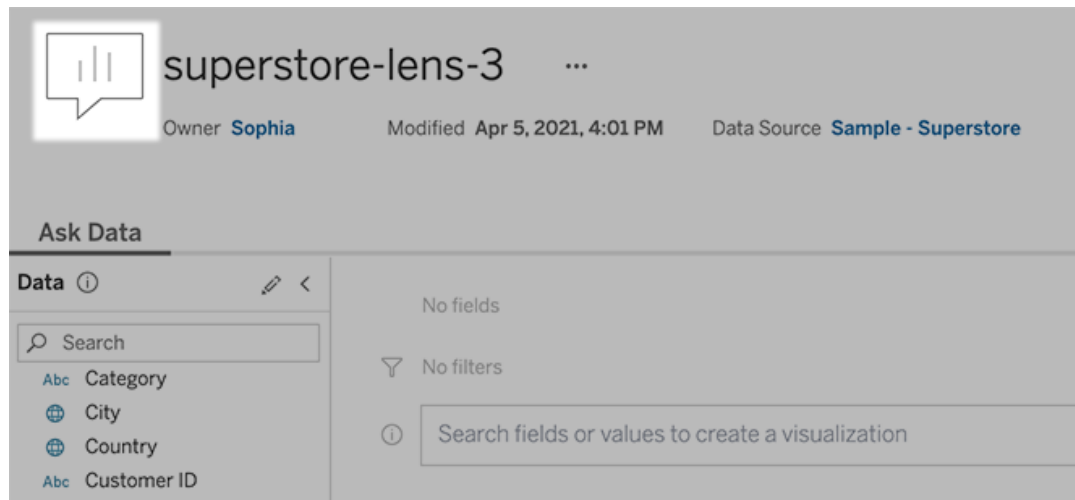 superstore-lens-3 ...
Owner Sophia Modified Apr 5, 2021, 4:01 PM Data Source Sample - Superstore
Ask Data
Data
Search
Abc Category
City
Country
Abc Customer ID
No fields
No filters
Search fields or values to create a visualization